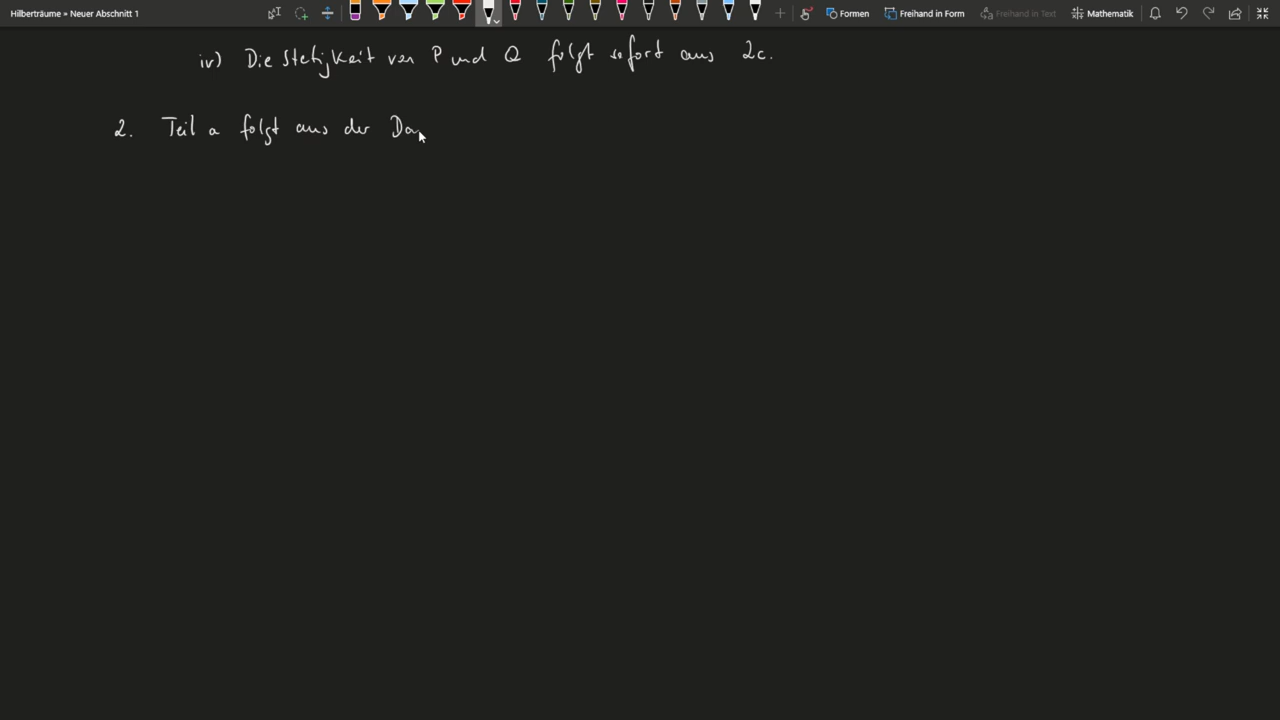 Hilberträume » Neuer Abschnitt 1
Formen
Freihand in Form
Freihand in Text
Mathematik
iv) Die Stetigkeit von P und Q folgt sofort aus 2c.
2. Teil a folgt aus der Da